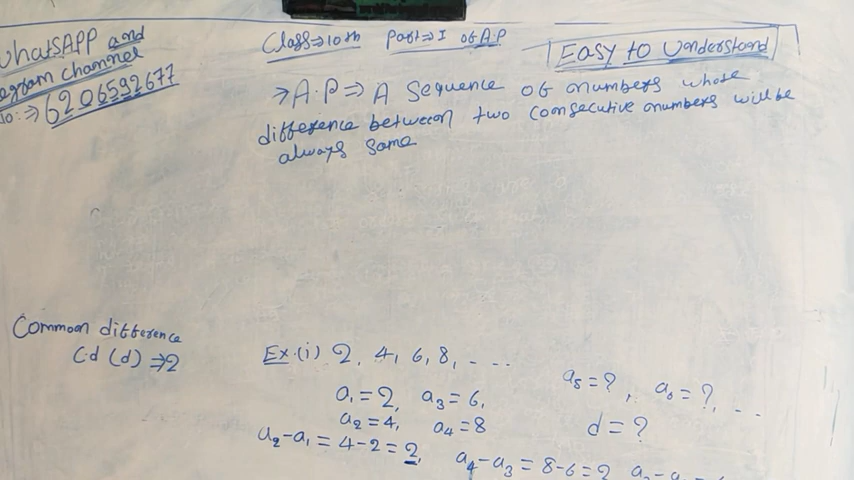 WhatsAPP and
egram channel
No:⇒ 6206592677
Class⇒10th Part⇒I of A.P
Easy to Understand
⇒A.P⇒ A Sequence of numbers whose
difference between two consecutive numbers will be
always same
Common difference
C.d (d) ⇒2
Ex.(i) 2, 4, 6, 8, - - - -
a₁ = 2, a₃ = 6,
a₂ = 4, a₄ = 8
a₅ = ?, a₆ = ?, - - -
d = ?
a₂-a₁ = 4-2 = 2,
a₄-a₃ = 8-6 = 2